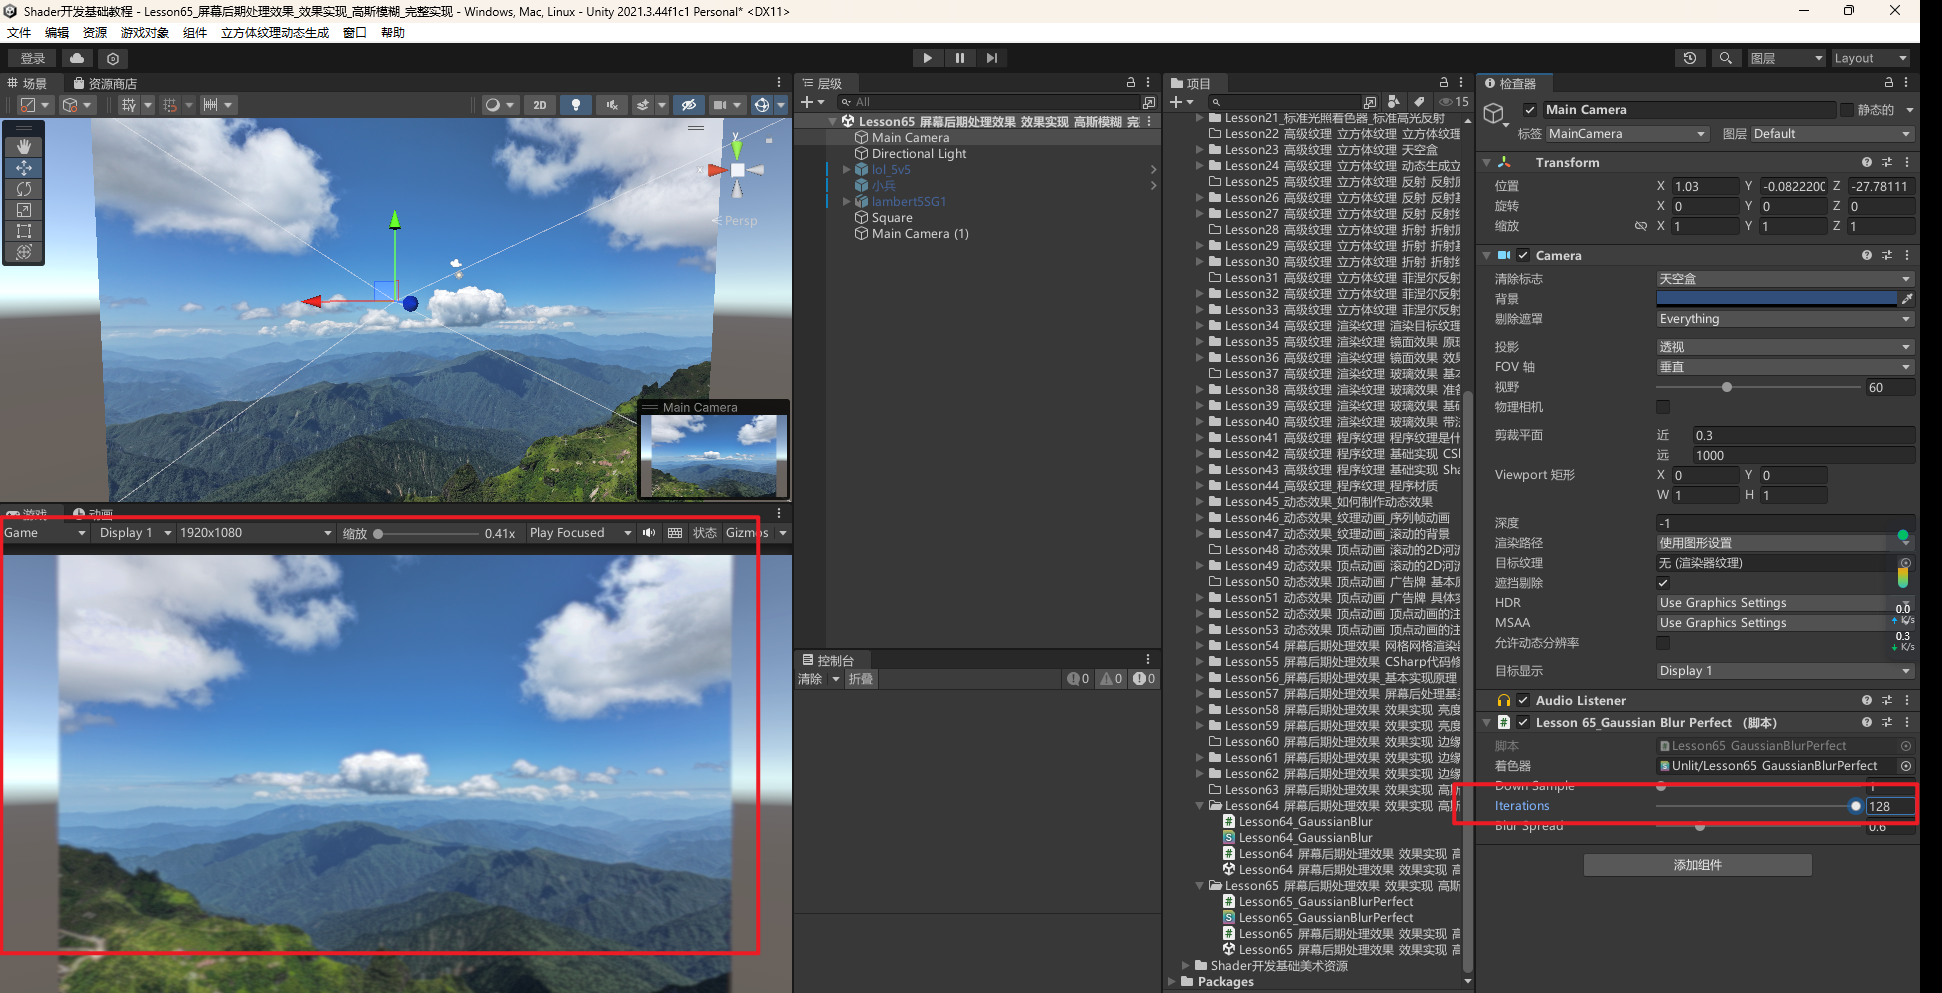 Shader开发基础教程 - Lesson65_屏幕后期处理效果_效果实现_高斯模糊_完整实现 - Windows, Mac, Linux - Unity 2021.3.44f1c1 Personal* <DX11>
文件 编辑 资源 游戏对象 组件 立方体纹理动态生成 窗口 帮助
登录
图层 Layout
场景 资源商店
2D
Persp
y
x
Main Camera
游戏 动画
Game Display 1 1920x1080 缩放 0.41x Play Focused 状态 Gizmos
层级
All
Lesson65 屏幕后期处理效果 效果实现 高斯模糊 完
Main Camera
Directional Light
lol_5v5
小兵
lambert5SG1
Square
Main Camera (1)
控制台
清除 折叠 0 0 0
项目
15
Lesson21_标准光照着色器_标准高光反射
Lesson22 高级纹理 立方体纹理 立方体纹理
Lesson23 高级纹理 立方体纹理 天空盒
Lesson24 高级纹理 立方体纹理 动态生成立
Lesson25 高级纹理 立方体纹理 反射 反射
Lesson26 高级纹理 立方体纹理 反射 反射基
Lesson27 高级纹理 立方体纹理 反射 反射
Lesson28 高级纹理 立方体纹理 折射 折射
Lesson29 高级纹理 立方体纹理 折射 折射基
Lesson30 高级纹理 立方体纹理 折射 折射
Lesson31 高级纹理 立方体纹理 菲涅尔反射
Lesson32 高级纹理 立方体纹理 菲涅尔反射
Lesson33 高级纹理 立方体纹理 菲涅尔反射
Lesson34 高级纹理 渲染纹理 渲染目标纹理
Lesson35 高级纹理 渲染纹理 镜面效果 原理
Lesson36 高级纹理 渲染纹理 镜面效果 效果
Lesson37 高级纹理 渲染纹理 玻璃效果 基本
Lesson38 高级纹理 渲染纹理 玻璃效果 准备
Lesson39 高级纹理 渲染纹理 玻璃效果 基础
Lesson40 高级纹理 渲染纹理 玻璃效果 带法
Lesson41 高级纹理 程序纹理 程序纹理是什
Lesson42 高级纹理 程序纹理 基础实现 CS
Lesson43 高级纹理 程序纹理 基础实现 Sha
Lesson44_高级纹理_程序纹理_程序材质
Lesson45_动态效果_如何制作动态效果
Lesson46_动态效果_纹理动画_序列帧动画
Lesson47_动态效果_纹理动画_滚动的背景
Lesson48 动态效果 顶点动画 滚动的2D河流
Lesson49 动态效果 顶点动画 滚动的2D河流
Lesson50 动态效果 顶点动画 广告牌 基本
Lesson51 动态效果 顶点动画 广告牌 具体
Lesson52 动态效果 顶点动画 顶点动画的注
Lesson53 动态效果 顶点动画 顶点动画的注
Lesson54 屏幕后期处理效果 网格网格渲染
Lesson55 屏幕后期处理效果 CSharp代码修
Lesson56_屏幕后期处理效果_基本实现原理
Lesson57 屏幕后期处理效果 屏幕后处理基类
Lesson58 屏幕后期处理效果 效果实现 亮度
Lesson59 屏幕后期处理效果 效果实现 亮度
Lesson60 屏幕后期处理效果 效果实现 边缘
Lesson61 屏幕后期处理效果 效果实现 边缘
Lesson62 屏幕后期处理效果 效果实现 边缘
Lesson63 屏幕后期处理效果 效果实现 高斯
Lesson64 屏幕后期处理效果 效果实现 高斯
Lesson64_GaussianBlur
Lesson64_GaussianBlur
Lesson64 屏幕后期处理效果 效果实现 高
Lesson64 屏幕后期处理效果 效果实现 高
Lesson65 屏幕后期处理效果 效果实现 高斯
Lesson65_GaussianBlurPerfect
Lesson65_GaussianBlurPerfect
Lesson65 屏幕后期处理效果 效果实现 高
Lesson65 屏幕后期处理效果 效果实现 高
Shader开发基础美术资源
Packages
检查器
Main Camera 静态的
标签 MainCamera 图层 Default
Transform
位置 X 1.03 Y -0.0822200 Z -27.78111
旋转 X 0 Y 0 Z 0
缩放 X 1 Y 1 Z 1
Camera
清除标志 天空盒
背景
剔除遮罩 Everything
投影 透视
FOV 轴 垂直
视野 60
物理相机
剪裁平面 近 0.3
远 1000
Viewport 矩形 X 0 Y 0
W 1 H 1
深度 -1
渲染路径 使用图形设置
目标纹理 无 (渲染器纹理)
遮挡剔除
HDR Use Graphics Settings
MSAA Use Graphics Settings
允许动态分辨率
目标显示 Display 1
0.0
K/s
0.3
K/s
Audio Listener
Lesson 65_Gaussian Blur Perfect （脚本）
脚本 Lesson65 GaussianBlurPerfect
着色器 Unlit/Lesson65 GaussianBlurPerfect
Down Sample 1
Iterations 128
Blur Spread 0.6
添加组件